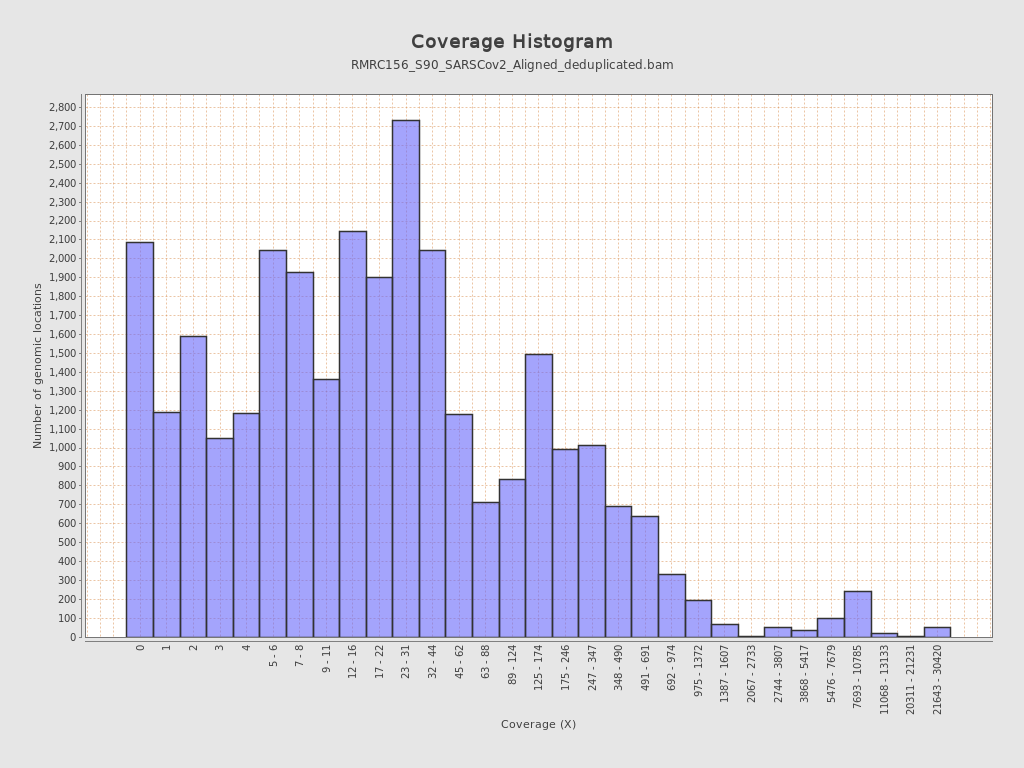 Coverage Histogram
RMRC156_S90_SARSCov2_Aligned_deduplicated.bam
Number of genomic locations
2,800
2,700
2,600
2,500
2,400
2,300
2,200
2,100
2,000
1,900
1,800
1,700
1,600
1,500
1,400
1,300
1,200
1,100
1,000
900
800
700
600
500
400
300
200
100
0
0
1
2
3
4
5 - 6
7 - 8
9 - 11
12 - 16
17 - 22
23 - 31
32 - 44
45 - 62
63 - 88
89 - 124
125 - 174
175 - 246
247 - 347
348 - 490
491 - 691
692 - 974
975 - 1372
1387 - 1607
2067 - 2733
2744 - 3807
3868 - 5417
5476 - 7679
7693 - 10785
11068 - 13133
20311 - 21231
21643 - 30420
Coverage (X)